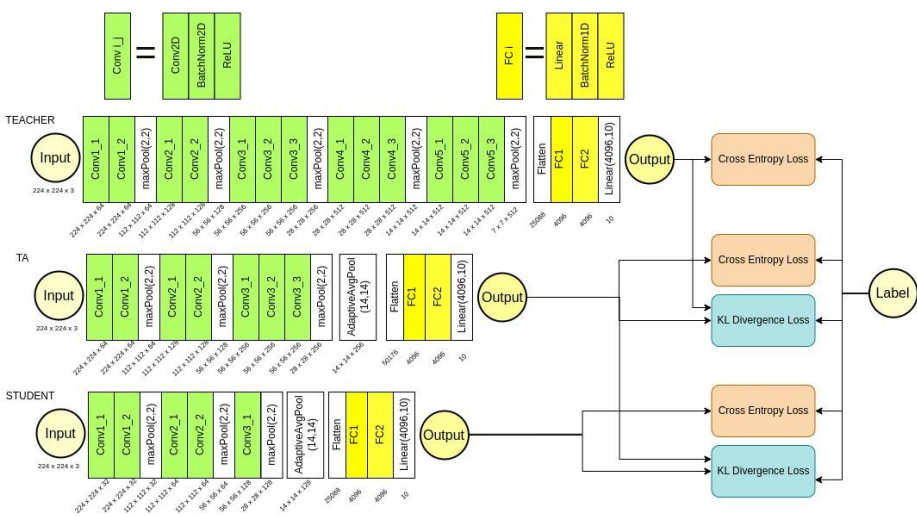 Conv i_j
=
Conv2D
BatchNorm2D
ReLU
FC i
=
Linear
BatchNorm1D
ReLU
TEACHER
Input
224 x 224 x 3
Conv1_1
Conv1_2
maxPool(2,2)
Conv2_1
Conv2_2
maxPool(2,2)
Conv3_1
Conv3_2
Conv3_3
maxPool(2,2)
Conv4_1
Conv4_2
Conv4_3
maxPool(2,2)
Conv5_1
Conv5_2
Conv5_3
maxPool(2,2)
Flatten
FC1
FC2
Linear(4096,10)
Output
224 x 224 x 64
224 x 224 x 64
112 x 112 x 64
112 x 112 x 128
112 x 112 x 128
56 x 56 x 128
56 x 56 x 256
56 x 56 x 256
56 x 56 x 256
28 x 28 x 256
28 x 28 x 512
28 x 28 x 512
28 x 28 x 512
14 x 14 x 512
14 x 14 x 512
14 x 14 x 512
14 x 14 x 512
7 x 7 x 512
25088
4096
4096
10
Cross Entropy Loss
TA
Input
224 x 224 x 3
Conv1_1
Conv1_2
maxPool(2,2)
Conv2_1
Conv2_2
maxPool(2,2)
Conv3_1
Conv3_2
Conv3_3
maxPool(2,2)
AdaptiveAvgPool
(14,14)
Flatten
FC1
FC2
Linear(4096,10)
Output
224 x 224 x 64
224 x 224 x 64
112 x 112 x 64
112 x 112 x 128
112 x 112 x 128
56 x 56 x 128
56 x 56 x 256
56 x 56 x 256
56 x 56 x 256
28 x 28 x 256
14 x 14 x 256
50176
4096
4096
10
Cross Entropy Loss
KL Divergence Loss
Label
STUDENT
Input
224 x 224 x 3
Conv1_1
Conv1_2
maxPool(2,2)
Conv2_1
Conv2_2
maxPool(2,2)
Conv3_1
maxPool(2,2)
AdaptiveAvgPool
(14,14)
Flatten
FC1
FC2
Linear(4096,10)
Output
224 x 224 x 32
224 x 224 x 32
112 x 112 x 32
112 x 112 x 64
112 x 112 x 64
56 x 56 x 64
56 x 56 x 128
28 x 28 x 128
14 x 14 x 128
25088
4096
4096
10
Cross Entropy Loss
KL Divergence Loss